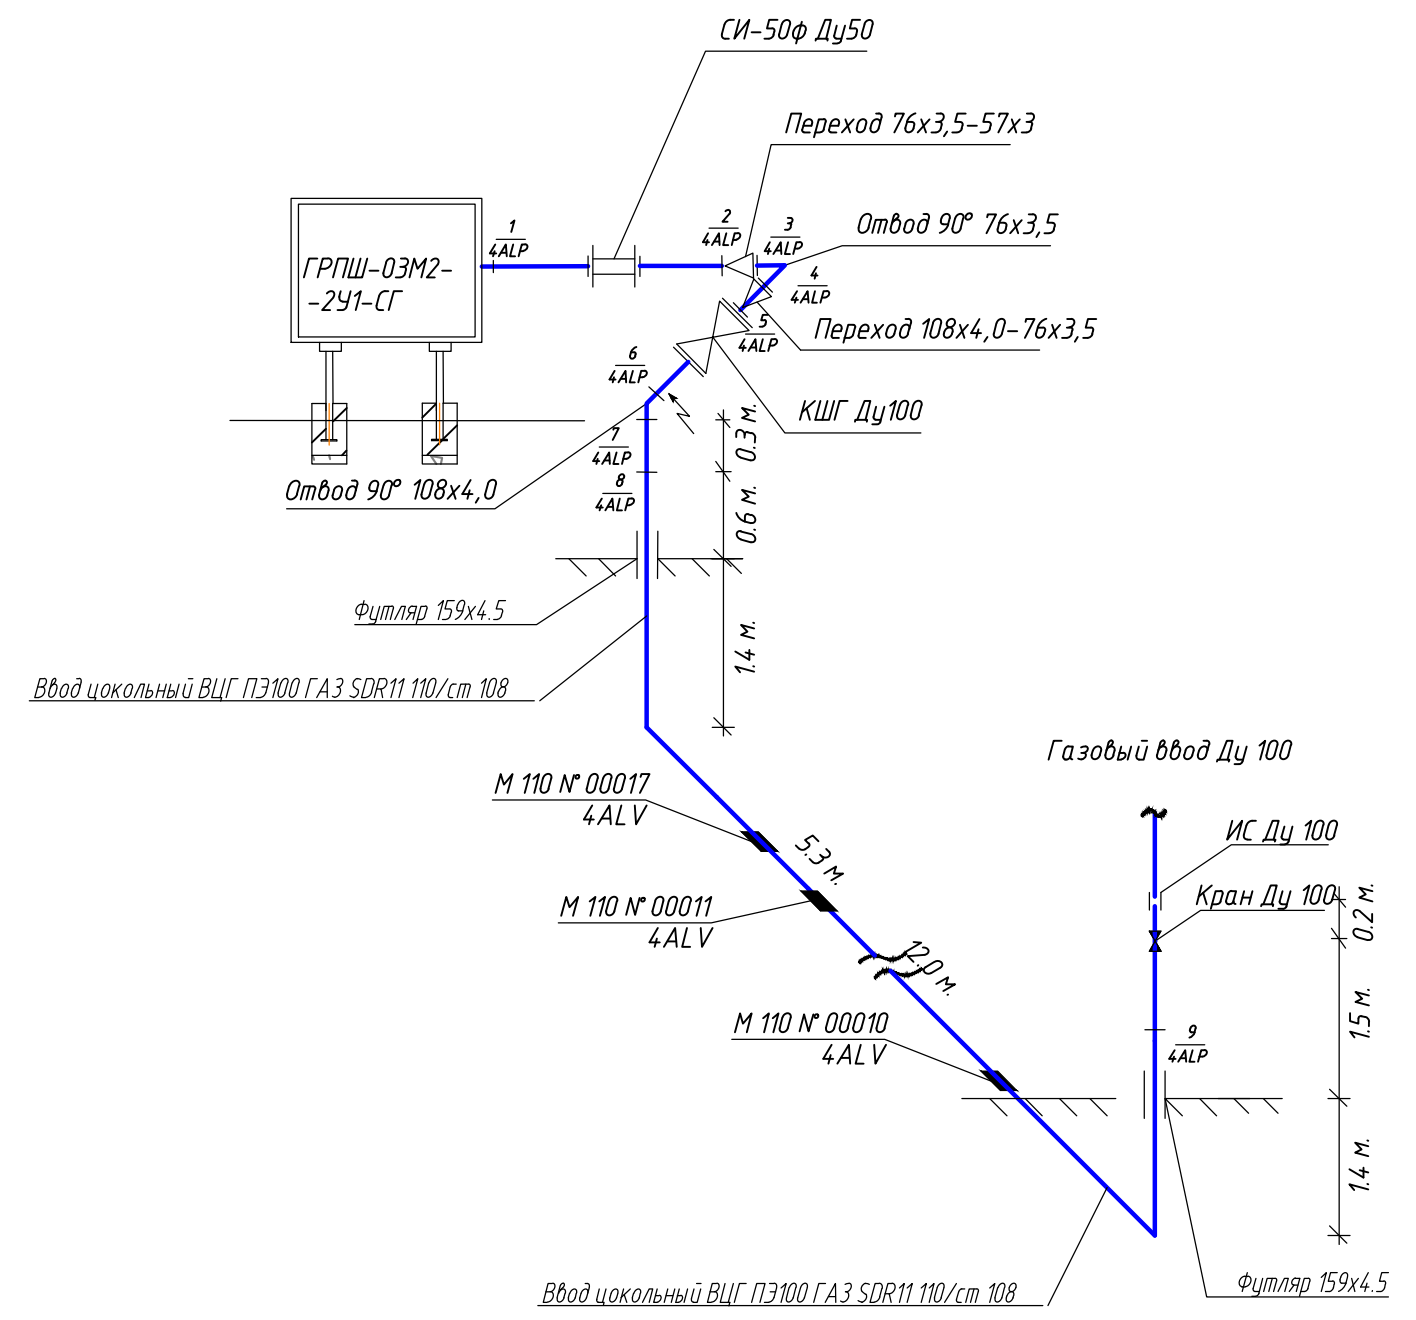 СИ-50ф Ду50
Переход 76х3,5-57х3
Отвод 90° 76х3,5
1
4ALP
2
4ALP
3
4ALP
ГРПШ-03М2-
-2У1-СГ
4
4ALP
Переход 108х4,0-76х3,5
5
4ALP
6
4ALP
КШГ Ду100
0.3 м.
7
4ALP
8
4ALP
Отвод 90° 108х4,0
0.6 м.
Футляр 159х4.5
1.4 м.
Ввод цокольный ВЦГ ПЭ100 ГАЗ SDR11 110/ст 108
Газовый ввод Ду 100
М 110 № 00017
4ALV
5.3 м.
ИС Ду 100
Кран Ду 100
0.2 м.
М 110 № 00011
4ALV
12.0 м.
1.5 м.
М 110 № 00010
4ALV
9
4ALP
1.4 м.
Футляр 159х4.5
Ввод цокольный ВЦГ ПЭ100 ГАЗ SDR11 110/ст 108